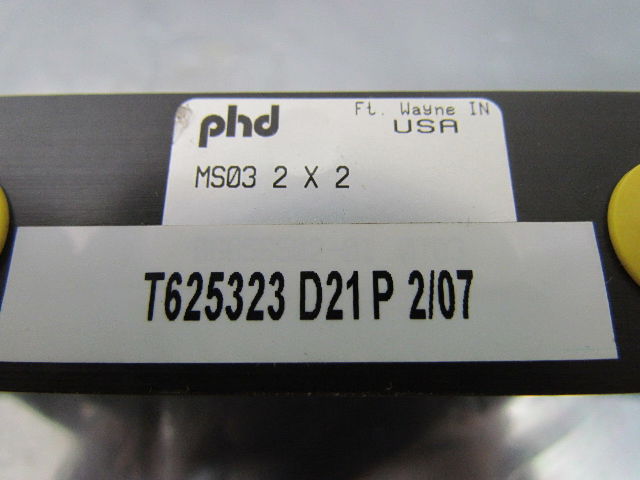 phd Ft. Wayne IN
USA
MS03 2 X 2
T625323 D21 P 2/07